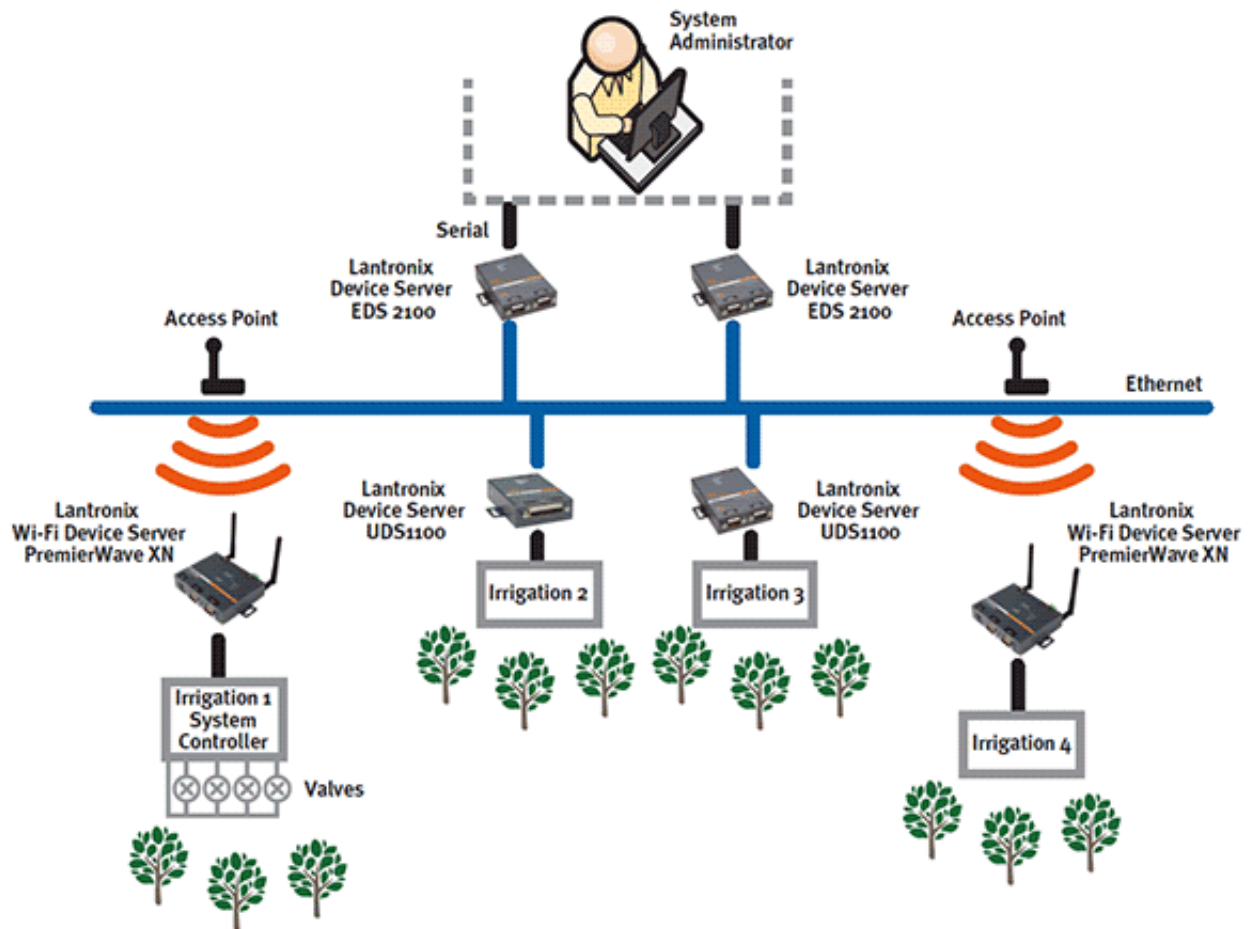 System
Administrator
Serial
Lantronix
Device Server
EDS 2100
Lantronix
Device Server
EDS 2100
Access Point
Access Point
Ethernet
Lantronix
Wi-Fi Device Server
PremierWave XN
Lantronix
Device Server
UDS1100
Lantronix
Device Server
UDS1100
Lantronix
Wi-Fi Device Server
PremierWave XN
Irrigation 2
Irrigation 3
Irrigation 1
System
Controller
Irrigation 4
Valves